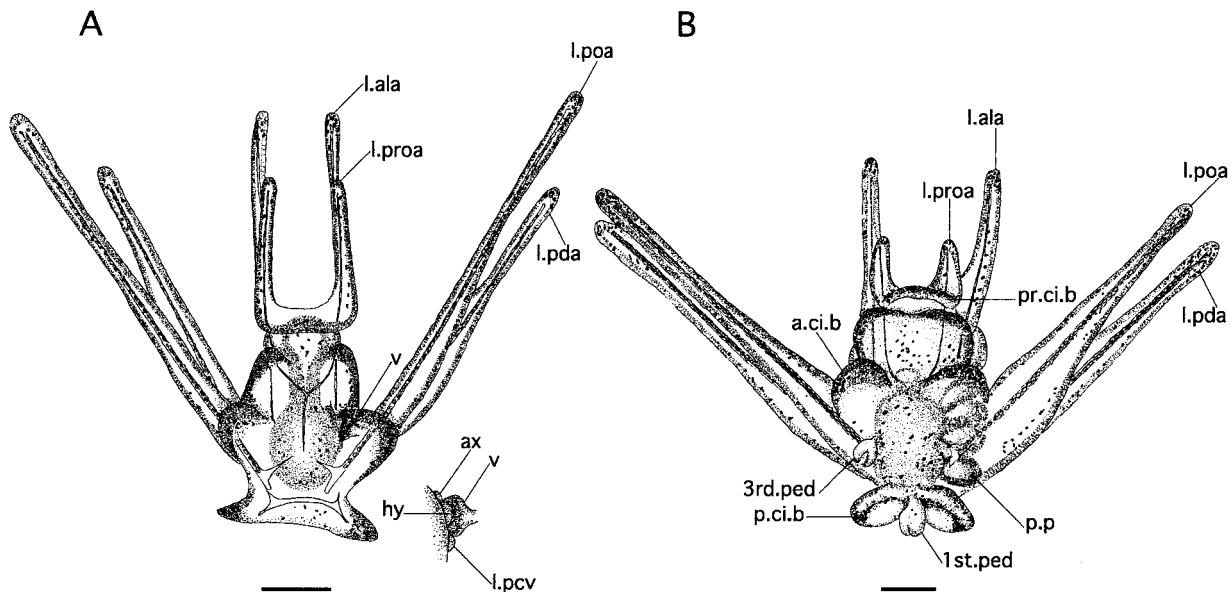 A
l.poa
l.ala
l.proa
l.pda
v
ax
v
hy
l.pcv
B
l.ala
l.poa
l.proa
pr.ci.b
l.pda
a.ci.b
3rd.ped
p.ci.b
p.p
1st.ped